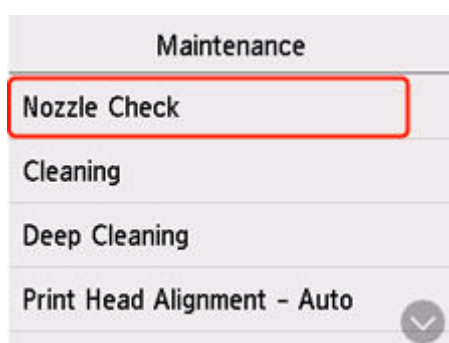 Maintenance
Nozzle Check
Cleaning
Deep Cleaning
Print Head Alignment - Auto